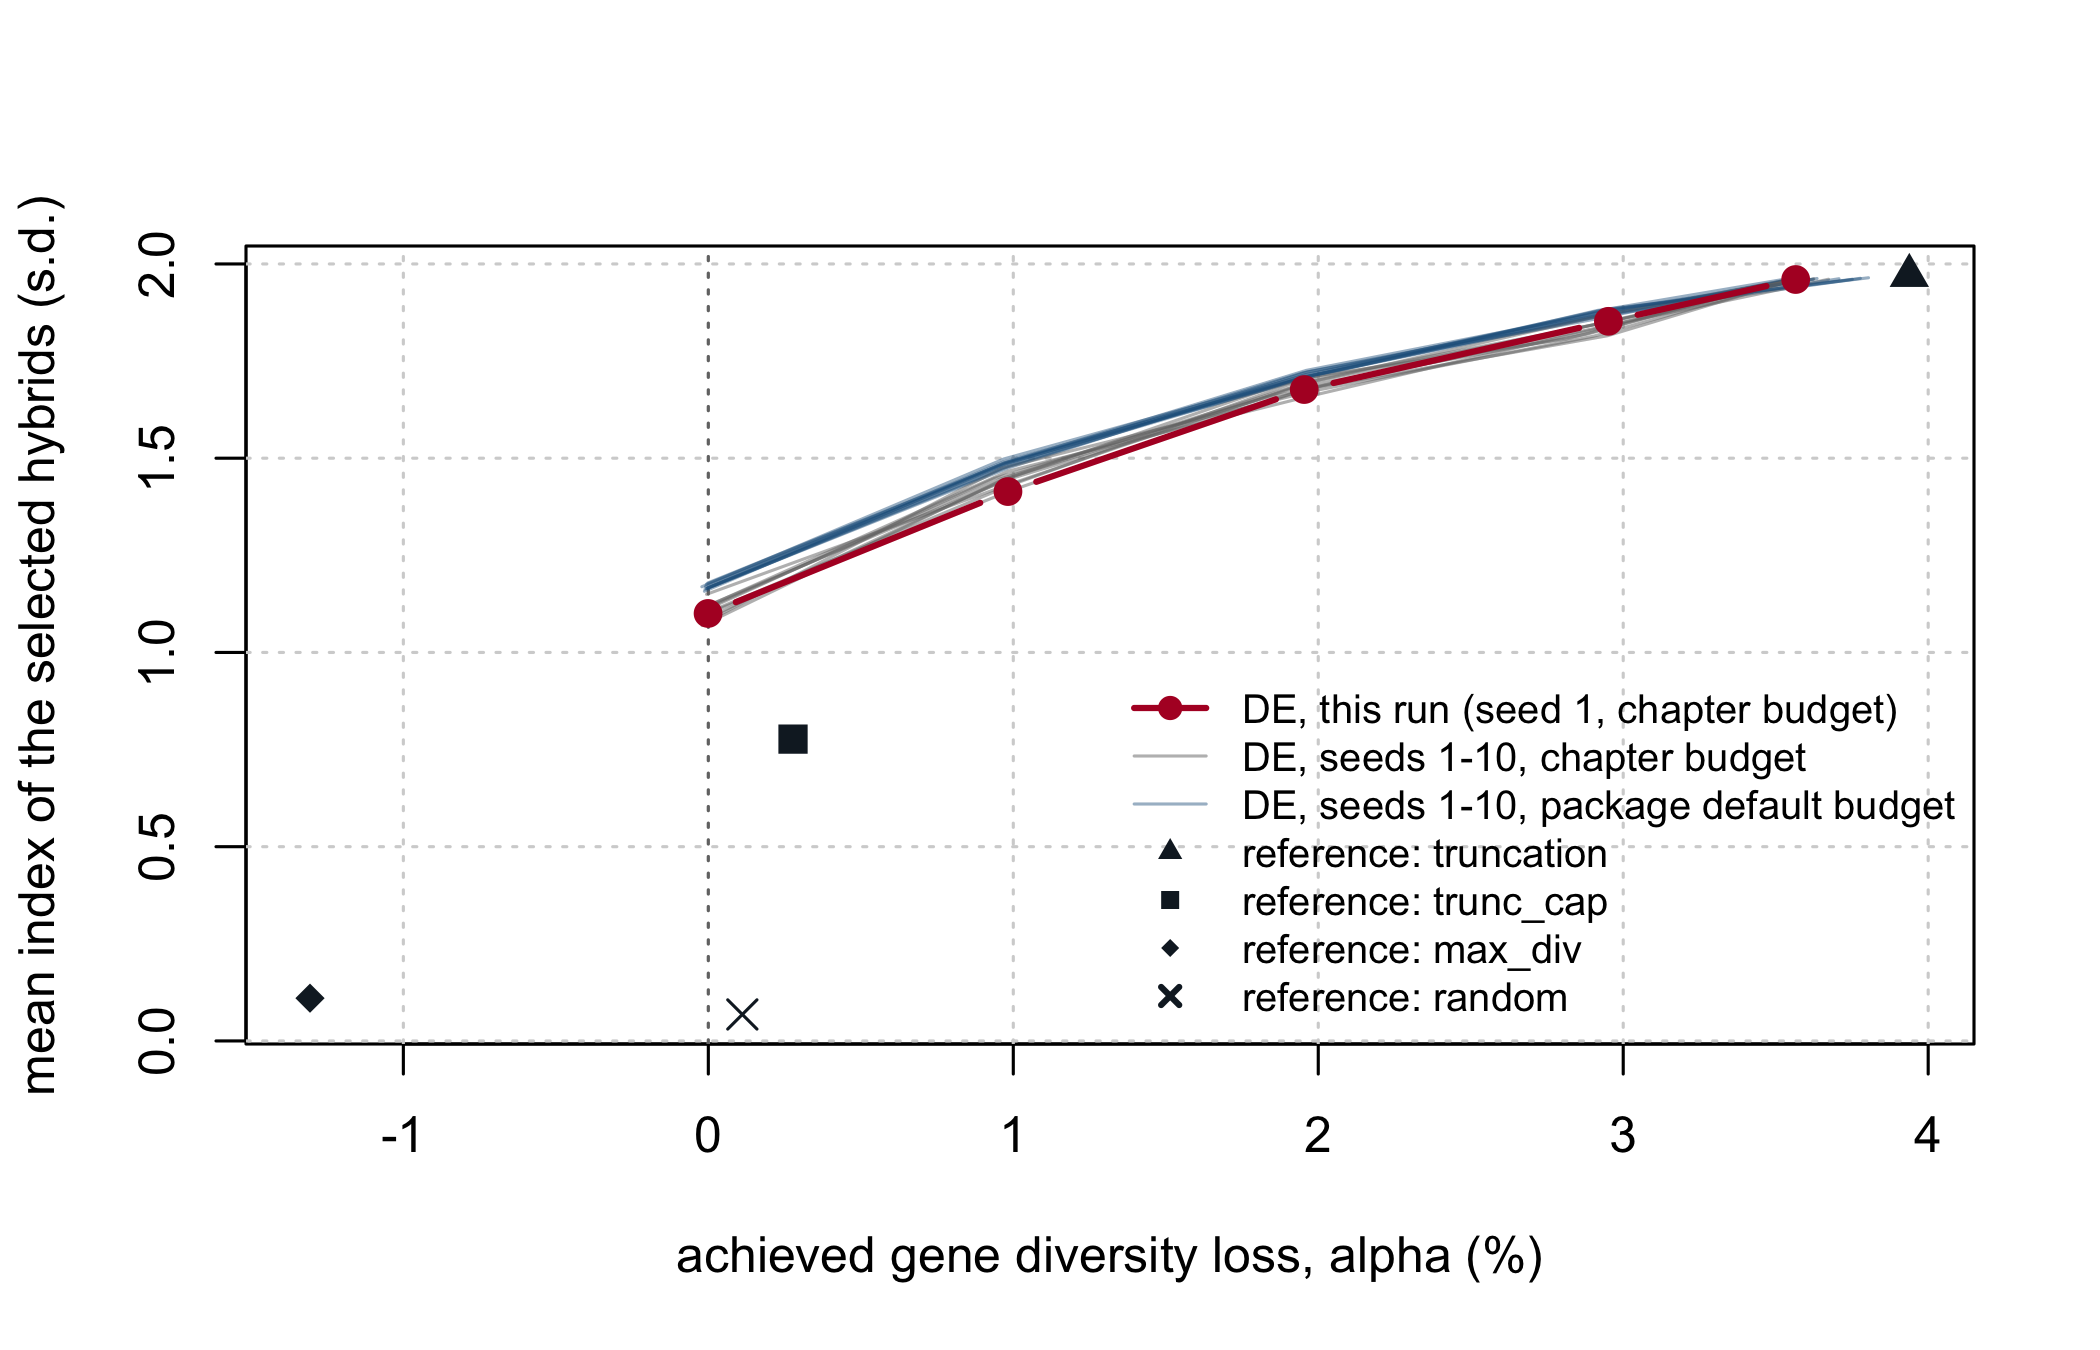 mean index of the selected hybrids (s.d.)
2.0
1.5
1.0
0.5
0.0
DE, this run (seed 1, chapter budget)
DE, seeds 1-10, chapter budget
DE, seeds 1-10, package default budget
reference: truncation
reference: trunc_cap
reference: max_div
reference: random
-1 0 1 2 3 4
achieved gene diversity loss, alpha (%)